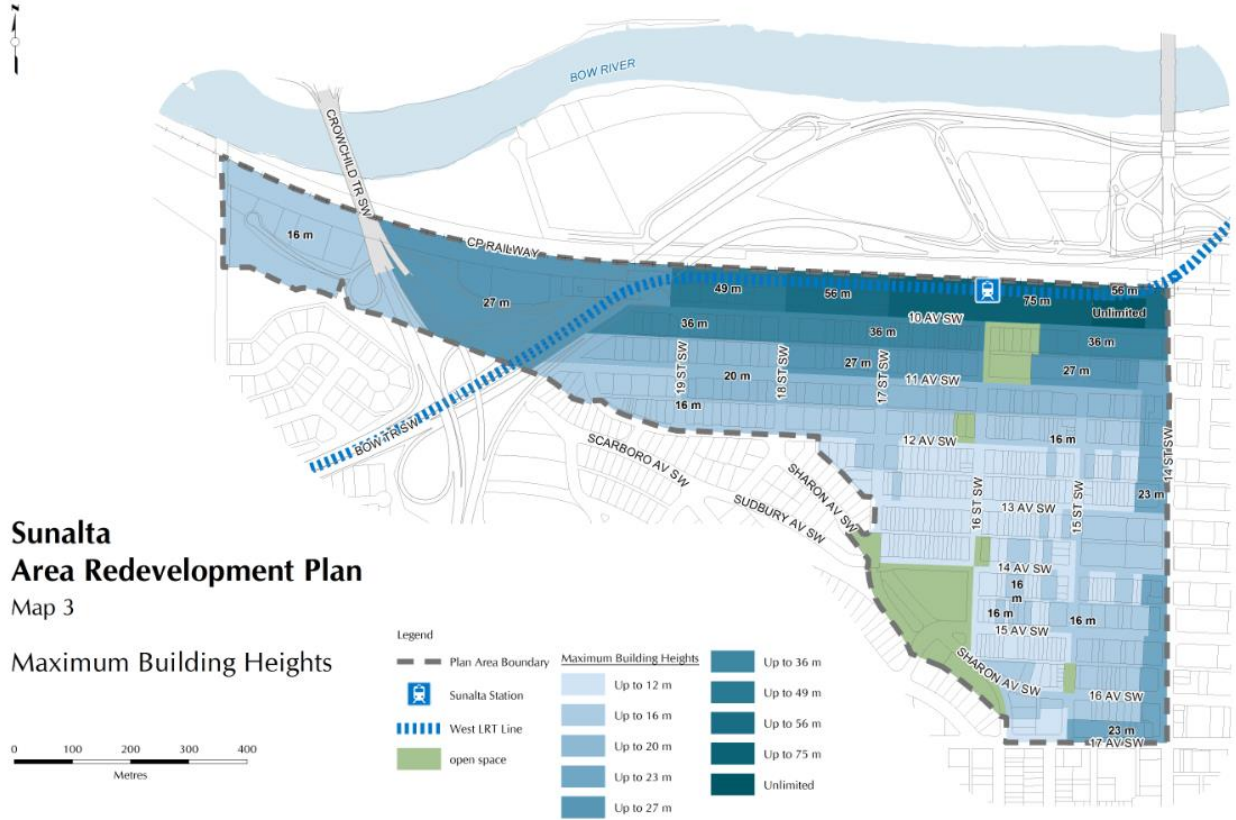 N
BOW RIVER
CROWCHILD TR SW
CP RAILWAY
16 m
27 m
49 m
56 m
75 m
56 m
Unlimited
10 AV SW
36 m
36 m
36 m
19 ST SW
20 m
18 ST SW
27 m
17 ST SW
11 AV SW
27 m
16 m
BOW TR SW
12 AV SW
16 m
14 ST SW
SCARBORO AV SW
SHARON AV SW
SUDBURY AV SW
16 ST SW
13 AV SW
15 ST SW
23 m
14 AV SW
16
m
16 m
15 AV SW
16 m
SHARON AV SW
16 AV SW
23 m
17 AV SW
Sunalta
Area Redevelopment Plan
Map 3
Maximum Building Heights
0 100 200 300 400
Metres
Legend
Plan Area Boundary
Sunalta Station
West LRT Line
open space
Maximum Building Heights
Up to 12 m
Up to 16 m
Up to 20 m
Up to 23 m
Up to 27 m
Up to 36 m
Up to 49 m
Up to 56 m
Up to 75 m
Unlimited